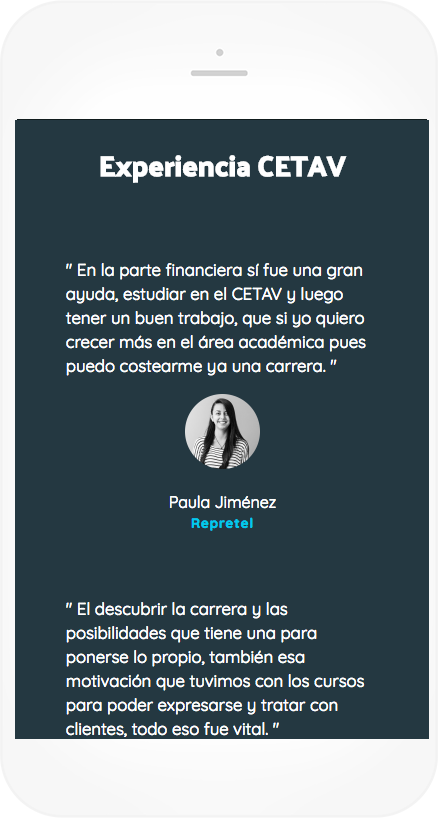 Experiencia CETAV
" En la parte financiera sí fue una gran
ayuda, estudiar en el CETAV y luego
tener un buen trabajo, que si yo quiero
crecer más en el área académica pues
puedo costearme ya una carrera. "
Paula Jiménez
Repretel
" El descubrir la carrera y las
posibilidades que tiene una para
ponerse lo propio, también esa
motivación que tuvimos con los cursos
para poder expresarse y tratar con
clientes, todo eso fue vital. "